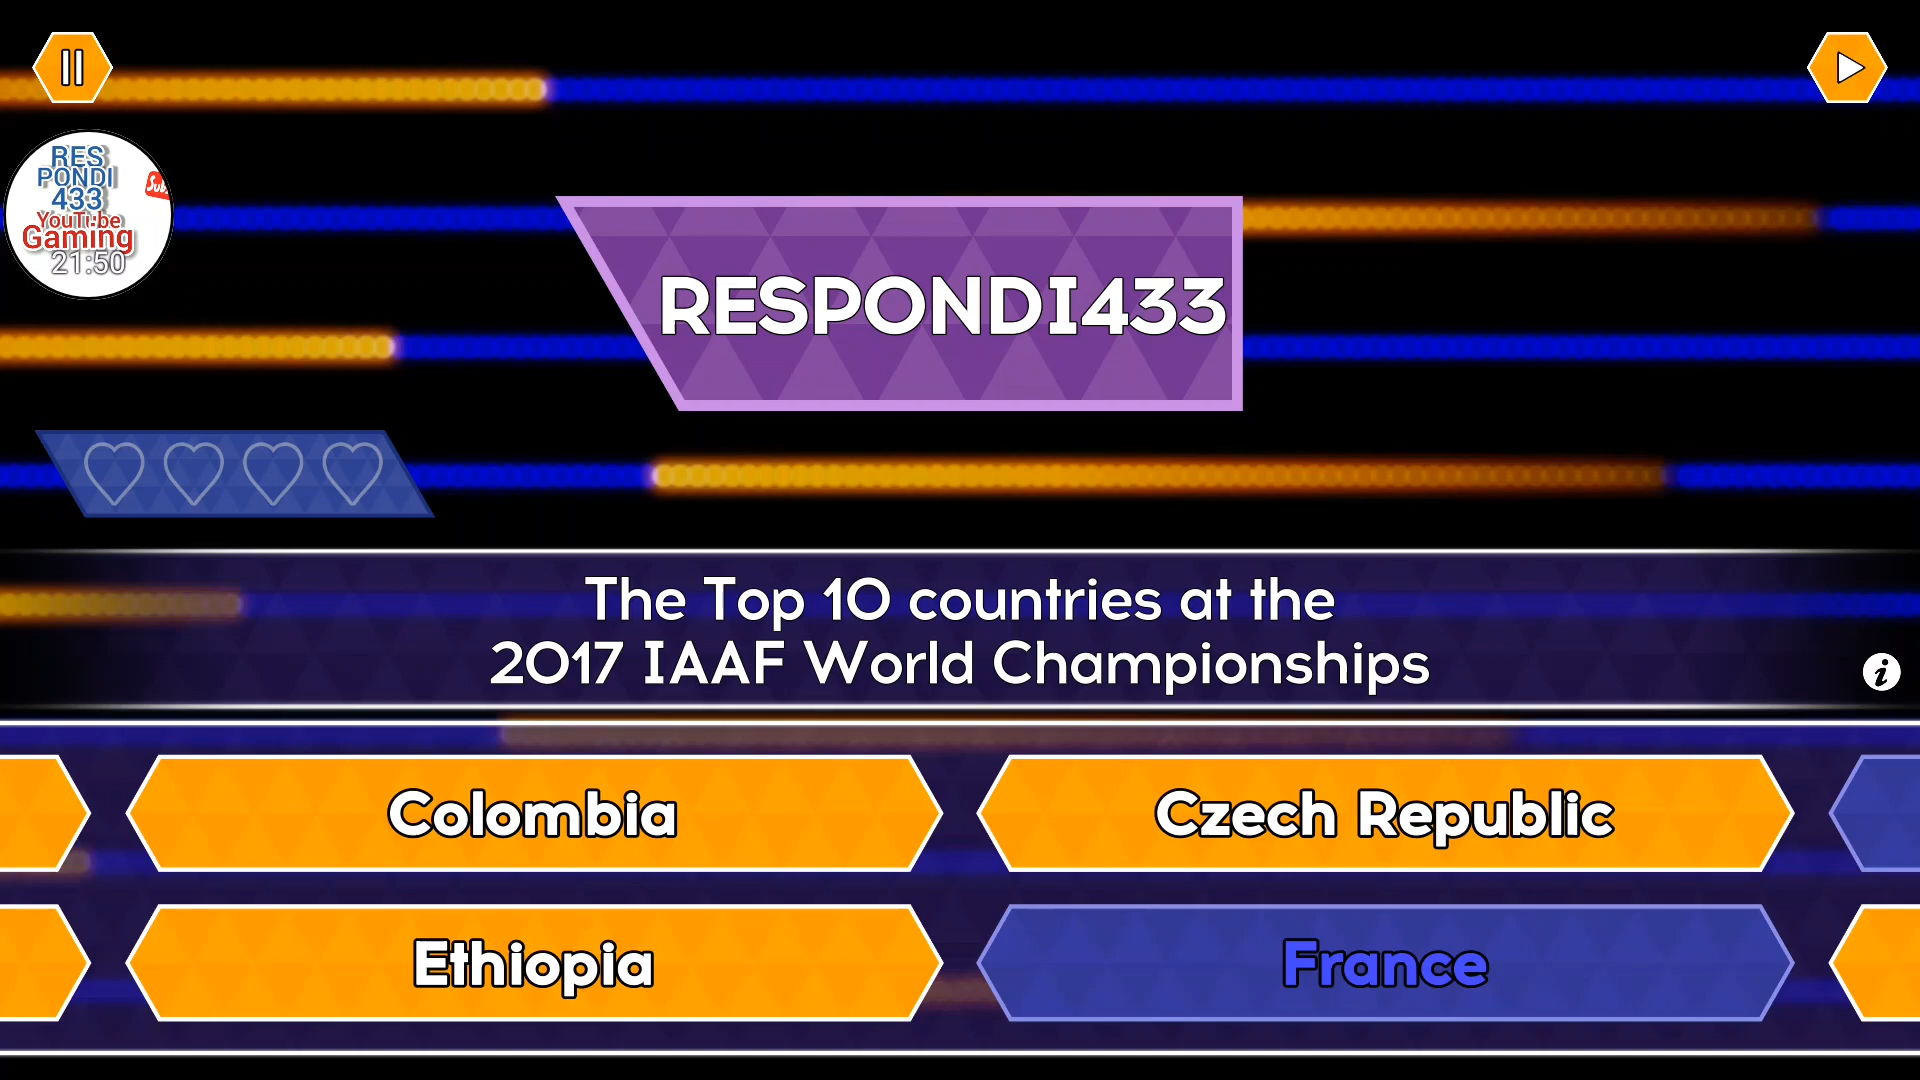 RES
PONDI
433
YouTube
Gaming
21:50
RESPONDI433
The Top 10 countries at the
2017 IAAF World Championships
i
Colombia
Czech Republic
Ethiopia
France